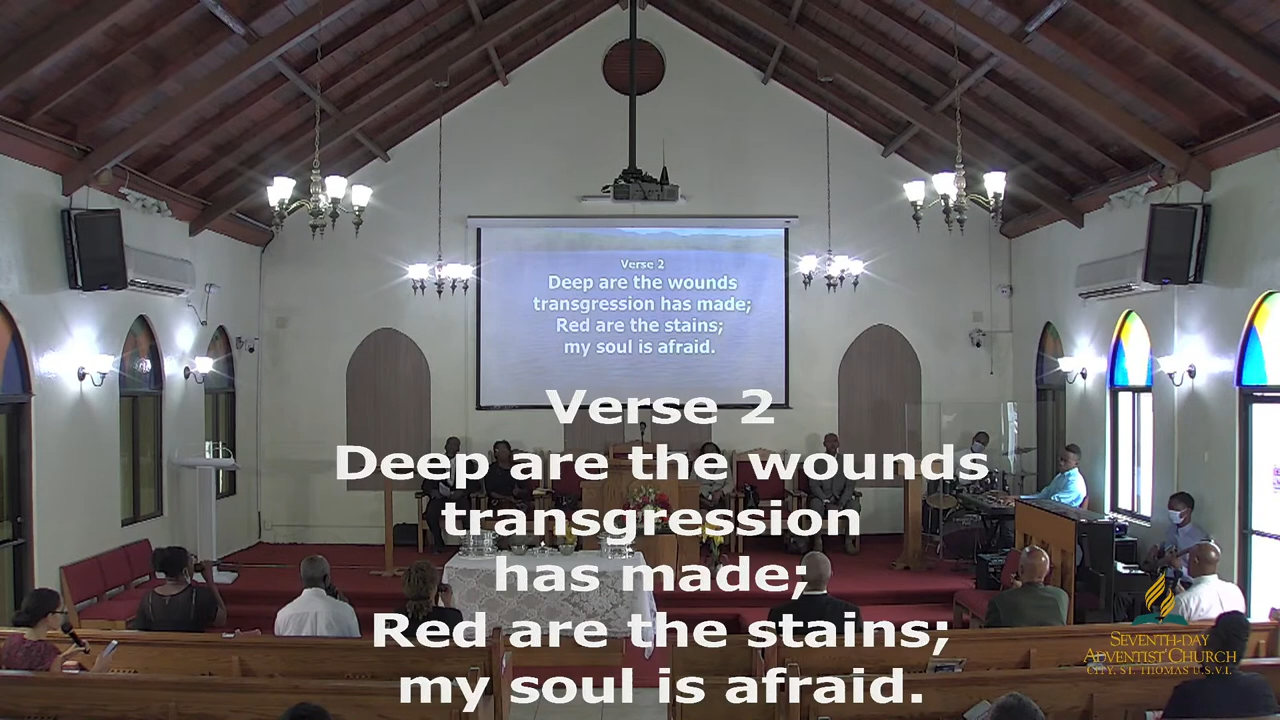 Verse 2
Deep are the wounds
transgression has made;
Red are the stains;
my soul is afraid.
Verse 2
Deep are the wounds
transgression
has made;
Red are the stains;
my soul is afraid.
SEVENTH-DAY
ADVENTIST CHURCH
CITY, ST. THOMAS U.S.V.I.